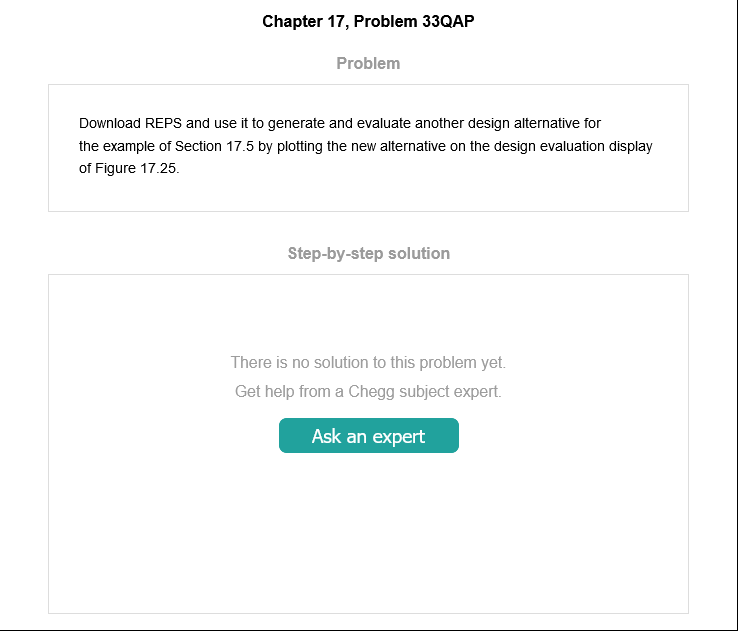 Chapter 17, Problem 33QAP
Problem
Download REPS and use it to generate and evaluate another design alternative for
the example of Section 17.5 by plotting the new alternative on the design evaluation display
of Figure 17.25.
Step-by-step solution
There is no solution to this problem yet.
Get help from a Chegg subject expert.
Ask an expert